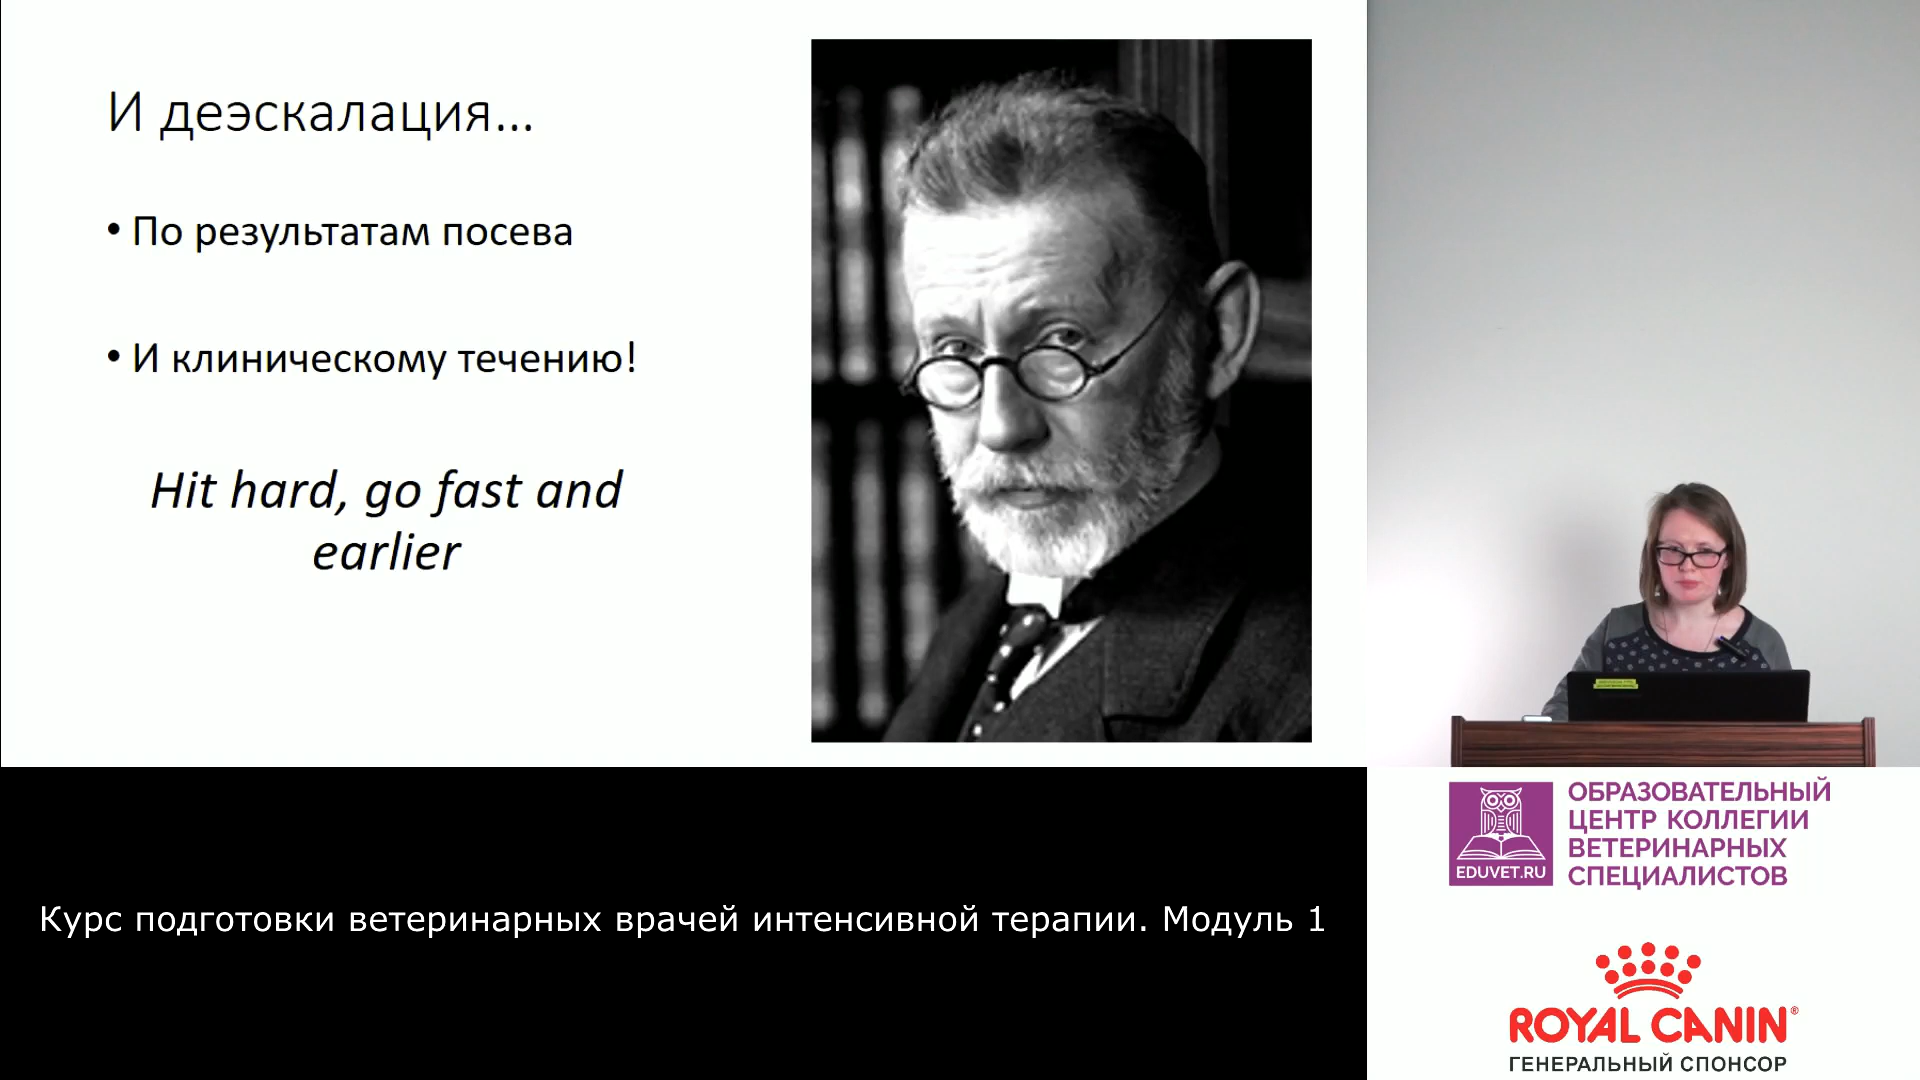 И деэскалация...
• По результатам посева
• И клиническому течению!
Hit hard, go fast and
earlier
Курс подготовки ветеринарных врачей интенсивной терапии. Модуль 1
EDUVET.RU
ОБРАЗОВАТЕЛЬНЫЙ
ЦЕНТР КОЛЛЕГИИ
ВЕТЕРИНАРНЫХ
СПЕЦИАЛИСТОВ
ROYAL CANIN®
ГЕНЕРАЛЬНЫЙ СПОНСОР